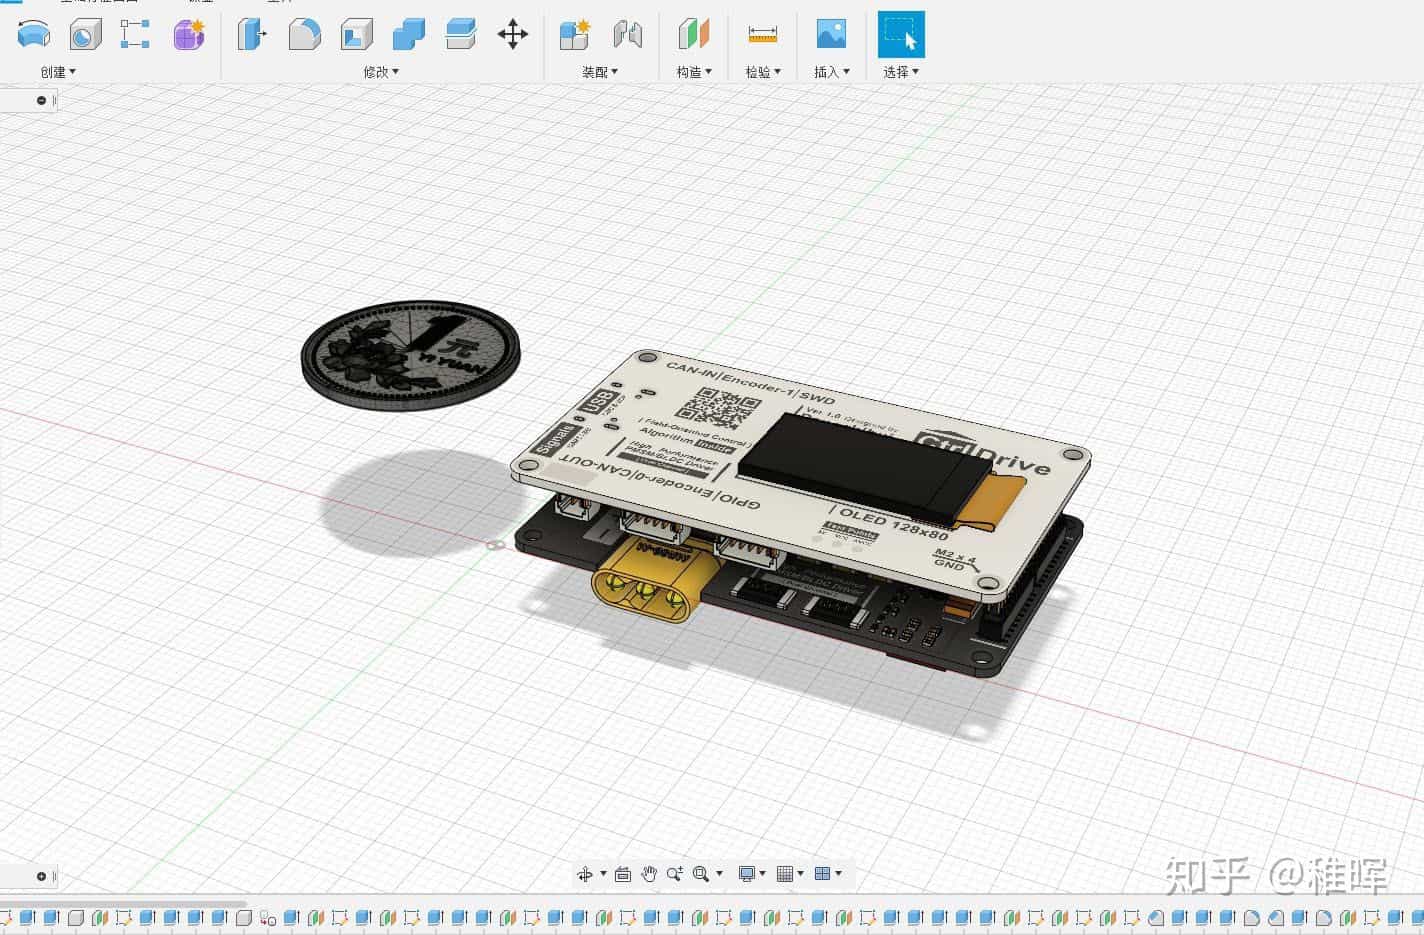 创建▼
修改▼
装配▼
构造▼
检验▼
插入▼
选择▼
1
元
YI YUAN
CAN-IN|Encoder-1|SWD
USB
Signals
Field-Oriented Control
Algorithm Inside
High Performance
PMSM/BLDC Driver
GPIO|Encoder-0|CAN-OUT
Ver. 1.0 Designed By
Ctrl Drive
OLED 128x80
Test Points
M2 x 4
GND
知乎 @稚晖